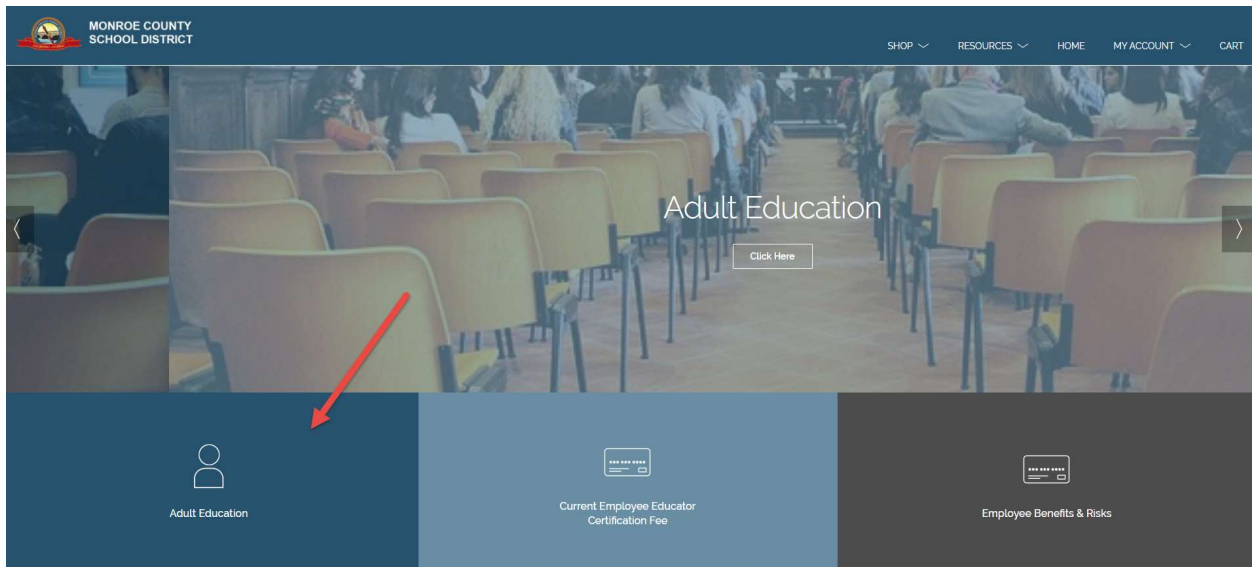 MONROE COUNTY
SCHOOL DISTRICT
SHOP
RESOURCES
HOME
MY ACCOUNT
CART
Adult Education
Click Here
Adult Education
Current Employee Educator
Certification Fee
Employee Benefits & Risks